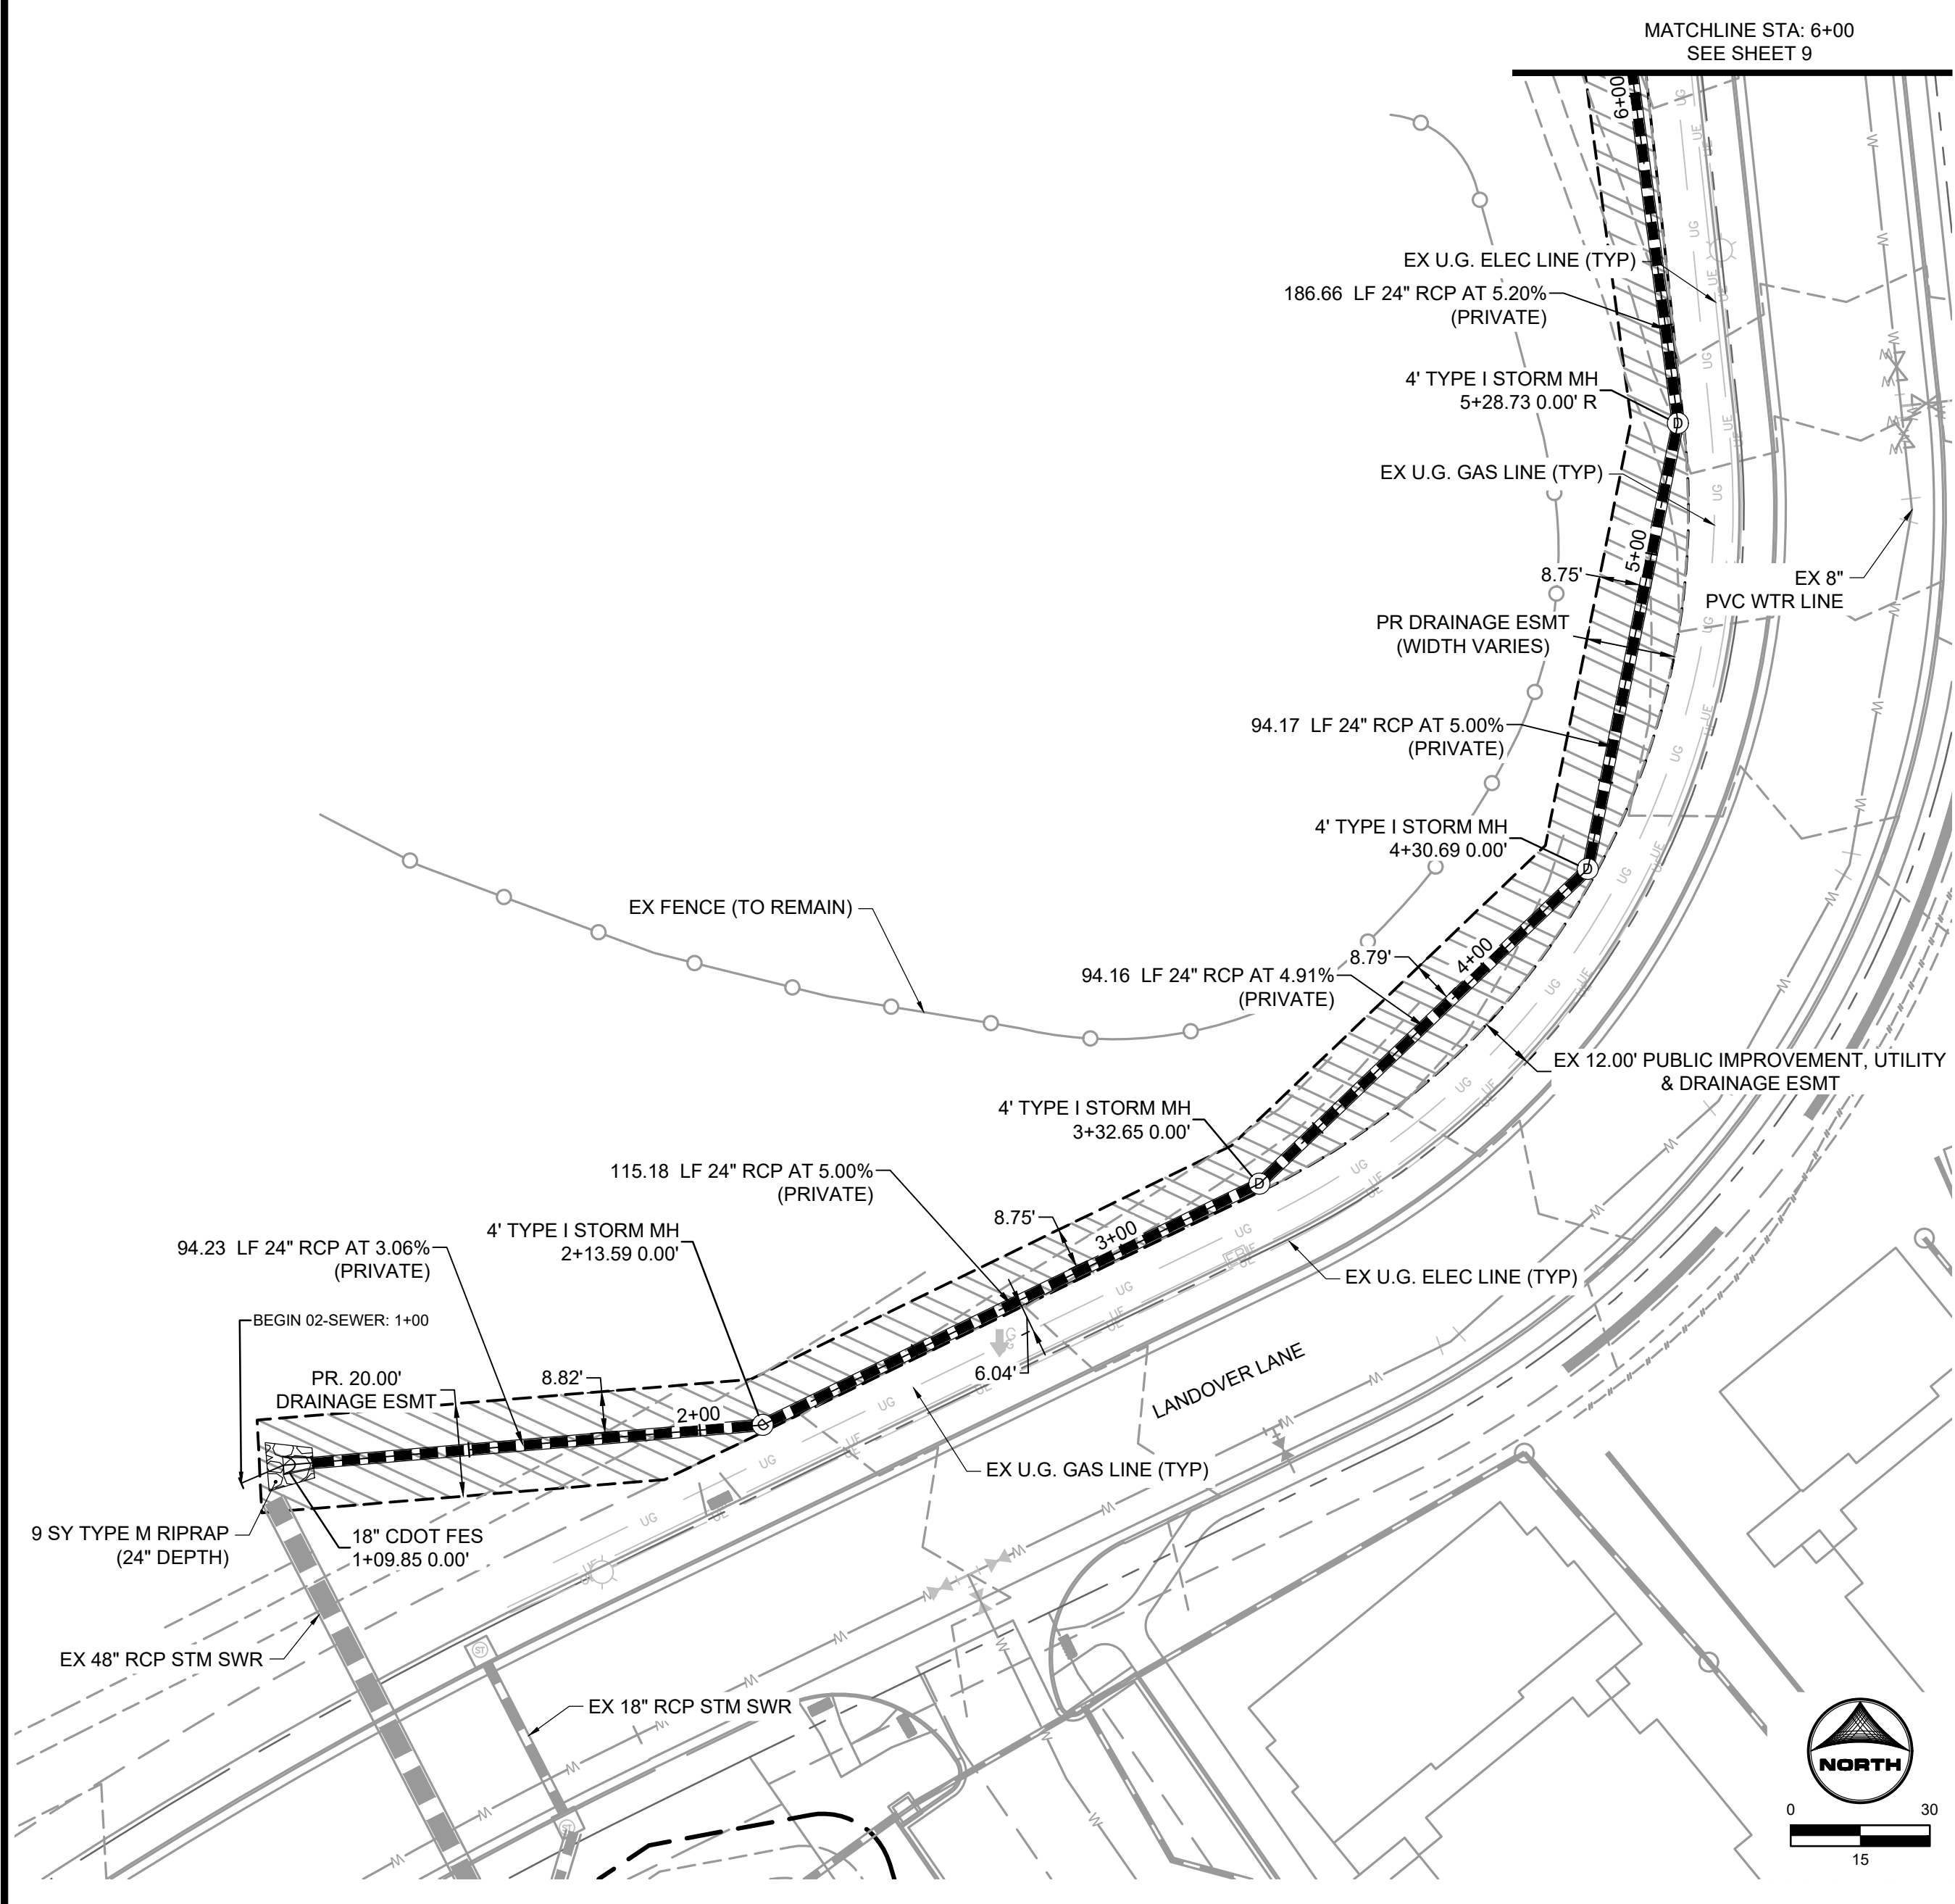 MATCHLINE STA: 6+00
SEE SHEET 9
6+00
EX U.G. ELEC LINE (TYP)
186.66 LF 24" RCP AT 5.20%
(PRIVATE)
4' TYPE I STORM MH
5+28.73 0.00' R
D
EX U.G. GAS LINE (TYP)
5+00
8.75'
EX 8"
PVC WTR LINE
PR DRAINAGE ESMT
(WIDTH VARIES)
94.17 LF 24" RCP AT 5.00%
(PRIVATE)
4' TYPE I STORM MH
4+30.69 0.00'
D
EX FENCE (TO REMAIN)
4+00
8.79'
94.16 LF 24" RCP AT 4.91%
(PRIVATE)
EX 12.00' PUBLIC IMPROVEMENT, UTILITY
& DRAINAGE ESMT
4' TYPE I STORM MH
3+32.65 0.00'
D
115.18 LF 24" RCP AT 5.00%
(PRIVATE)
8.75'
3+00
4' TYPE I STORM MH
2+13.59 0.00'
94.23 LF 24" RCP AT 3.06%
(PRIVATE)
EX U.G. ELEC LINE (TYP)
BEGIN 02-SEWER: 1+00
LANDOVER LANE
6.04'
PR. 20.00'
DRAINAGE ESMT
8.82'
2+00
EX U.G. GAS LINE (TYP)
9 SY TYPE M RIPRAP
(24" DEPTH)
18" CDOT FES
1+09.85 0.00'
EX 48" RCP STM SWR
EX 18" RCP STM SWR
ST
ST
UG
UE
W
NORTH
0 30
15